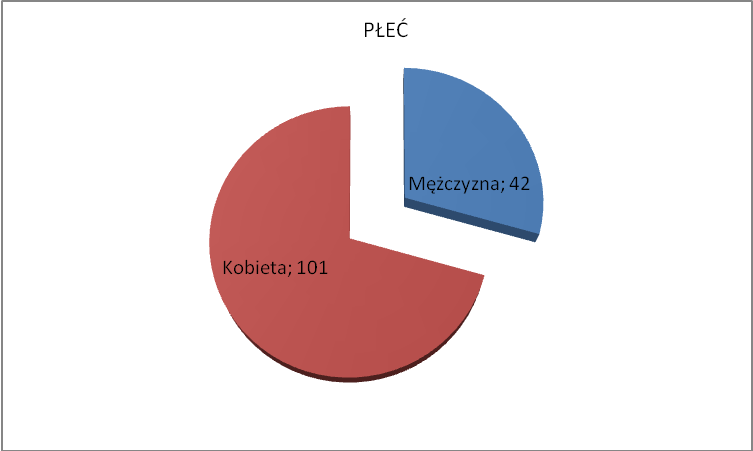 PŁEĆ
Mężczyzna; 42
Kobieta; 101